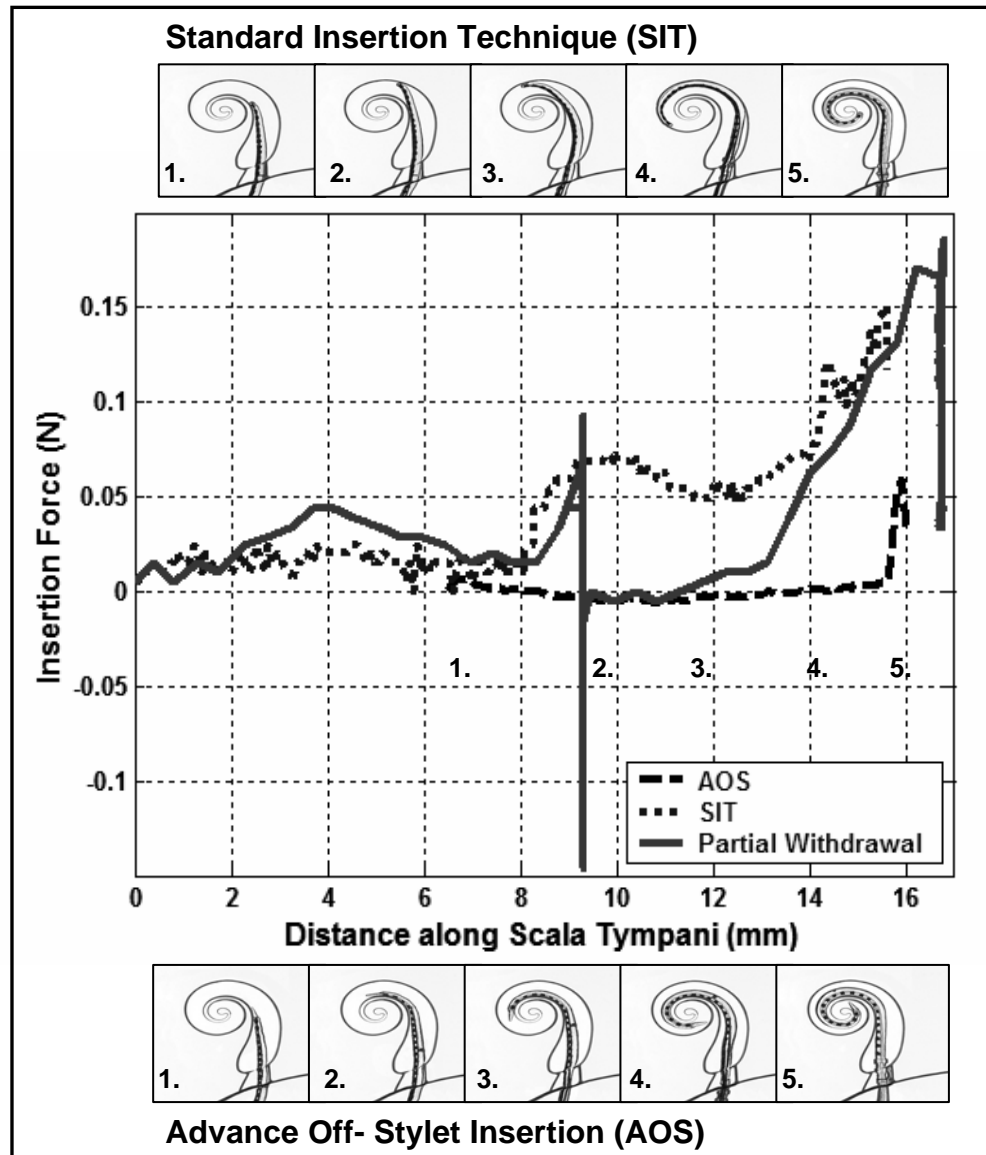 Standard Insertion Technique (SIT)
1. 2. 3. 4. 5.
0.15
0.1
0.05
0
-0.05
-0.1
Insertion Force (N)
1. 2. 3. 4. 5.
AOS
SIT
Partial Withdrawal
0 2 4 6 8 10 12 14 16
Distance along Scala Tympani (mm)
1. 2. 3. 4. 5.
Advance Off- Stylet Insertion (AOS)